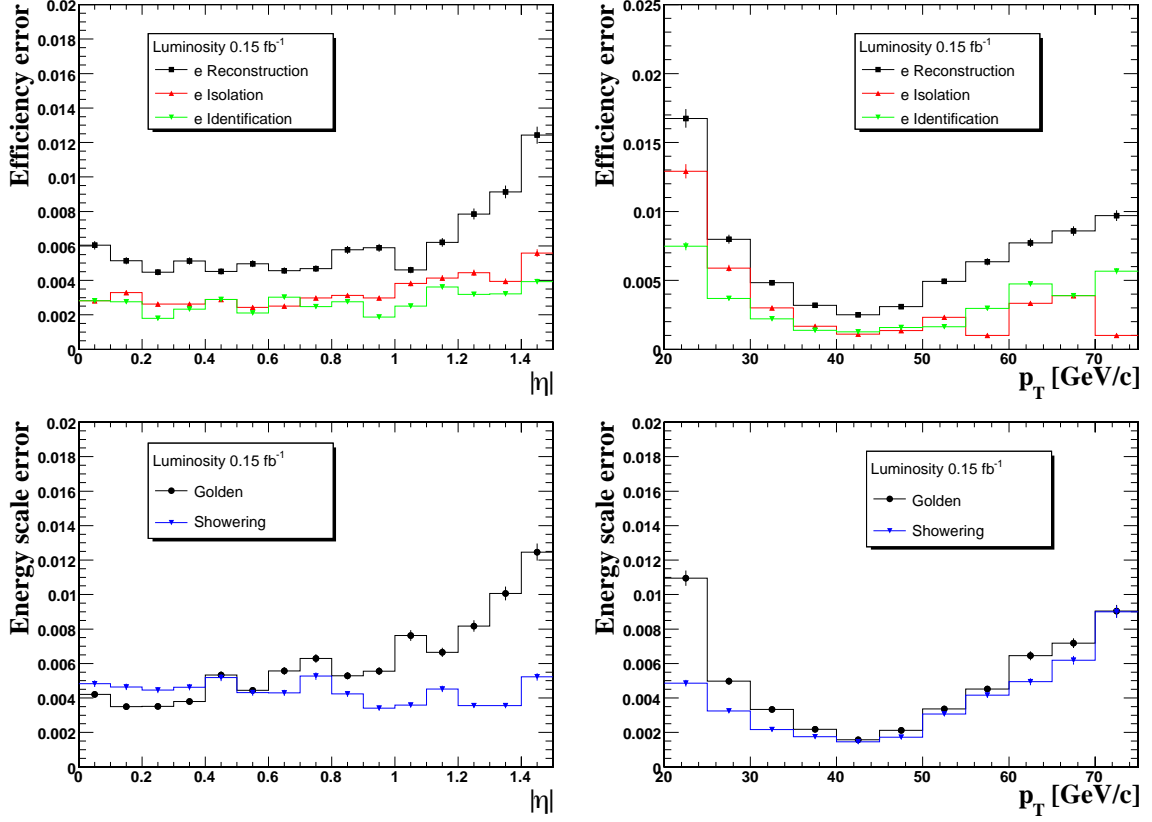 Efficiency error
0.02
0.018
0.016
0.014
0.012
0.01
0.008
0.006
0.004
0.002
0
Luminosity 0.15 fb⁻¹
e Reconstruction
e Isolation
e Identification
0 0.2 0.4 0.6 0.8 1 1.2 1.4
|η|
Efficiency error
0.025
0.02
0.015
0.01
0.005
0
Luminosity 0.15 fb⁻¹
e Reconstruction
e Isolation
e Identification
20 30 40 50 60 70
p_T [GeV/c]
Energy scale error
0.02
0.018
0.016
0.014
0.012
0.01
0.008
0.006
0.004
0.002
0
Luminosity 0.15 fb⁻¹
Golden
Showering
0 0.2 0.4 0.6 0.8 1 1.2 1.4
|η|
Energy scale error
0.02
0.018
0.016
0.014
0.012
0.01
0.008
0.006
0.004
0.002
0
Luminosity 0.15 fb⁻¹
Golden
Showering
20 30 40 50 60 70
p_T [GeV/c]